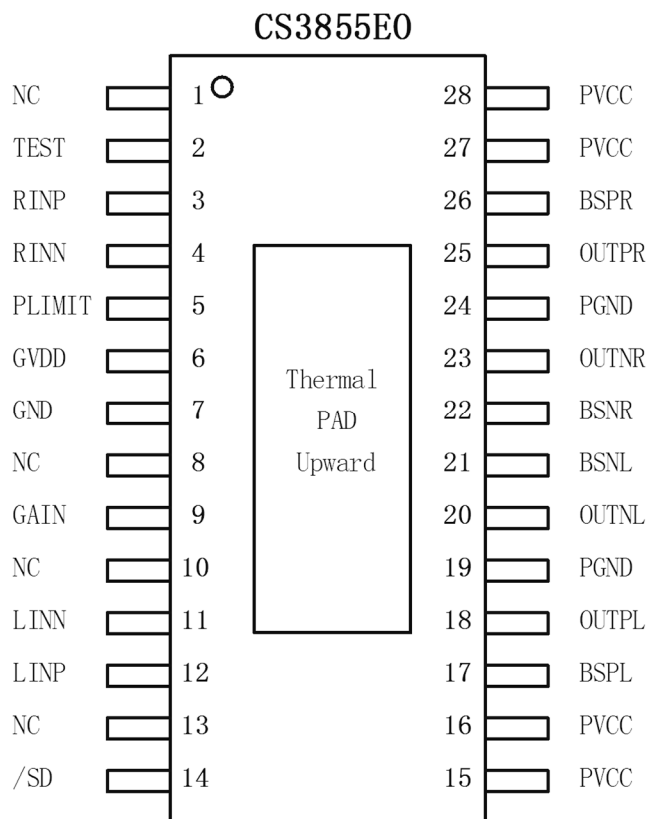 CS3855EO
NC 1 28 PVCC
TEST 2 27 PVCC
RINP 3 26 BSPR
RINN 4 25 OUTPR
PLIMIT 5 24 PGND
GVDD 6 23 OUTNR
GND 7 22 BSNR
NC 8 21 BSNL
GAIN 9 20 OUTNL
NC 10 19 PGND
LINN 11 18 OUTPL
LINP 12 17 BSPL
NC 13 16 PVCC
/SD 14 15 PVCC
Thermal
PAD
Upward